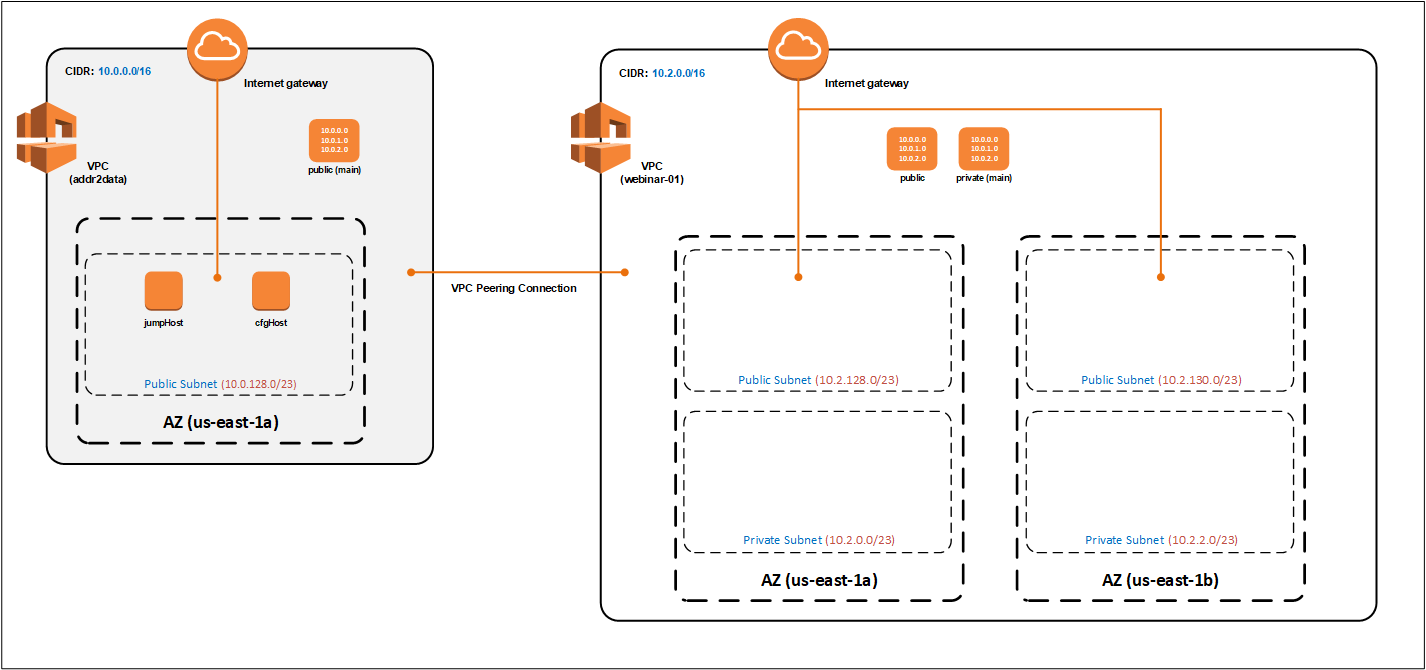 CIDR: 10.0.0.0/16
Internet gateway
10.0.0.0
10.0.1.0
10.0.2.0
public (main)
VPC
(addr2data)
jumpHost
cfgHost
Public Subnet (10.0.128.0/23)
AZ (us-east-1a)
VPC Peering Connection
CIDR: 10.2.0.0/16
Internet gateway
VPC
(webinar-01)
10.0.0.0
10.0.1.0
10.0.2.0
public
10.0.0.0
10.0.1.0
10.0.2.0
private (main)
Public Subnet (10.2.128.0/23)
Private Subnet (10.2.0.0/23)
AZ (us-east-1a)
Public Subnet (10.2.130.0/23)
Private Subnet (10.2.2.0/23)
AZ (us-east-1b)